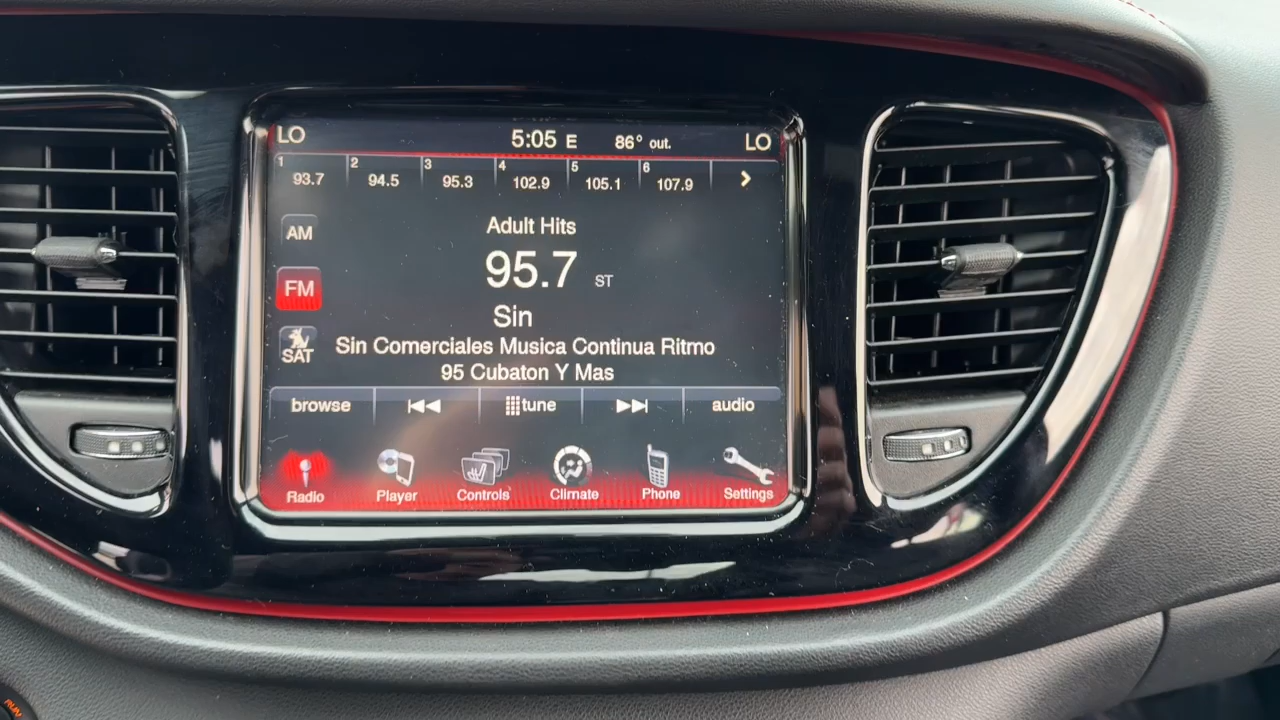 LO 5:05 E 86° out. LO
1 2 3 4 5 6
93.7 94.5 95.3 102.9 105.1 107.9
AM
Adult Hits
FM
95.7 ST
Sin
SAT
Sin Comerciales Musica Continua Ritmo
95 Cubaton Y Mas
browse tune audio
Radio Player Controls Climate Phone Settings
RUN